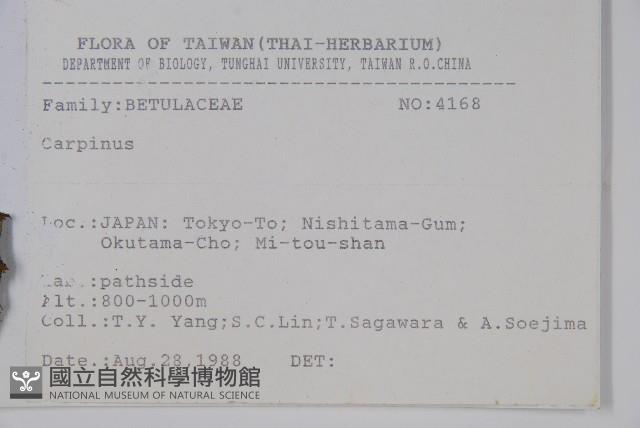 FLORA OF TAIWAN(THAI-HERBARIUM)
DEPARTMENT OF BIOLOGY, TUNGHAI UNIVERSITY, TAIWAN R.O.CHINA
Family:BETULACEAE NO:4168
Carpinus
Loc.:JAPAN: Tokyo-To; Nishitama-Gum;
Okutama-Cho; Mi-tou-shan
Hab.:pathside
Alt.:800-1000m
Coll.:T.Y. Yang;S.C.Lin;T.Sagawara & A.Soejima
Date.:Aug.28,1988 DET:
國立自然科學博物館
NATIONAL MUSEUM OF NATURAL SCIENCE